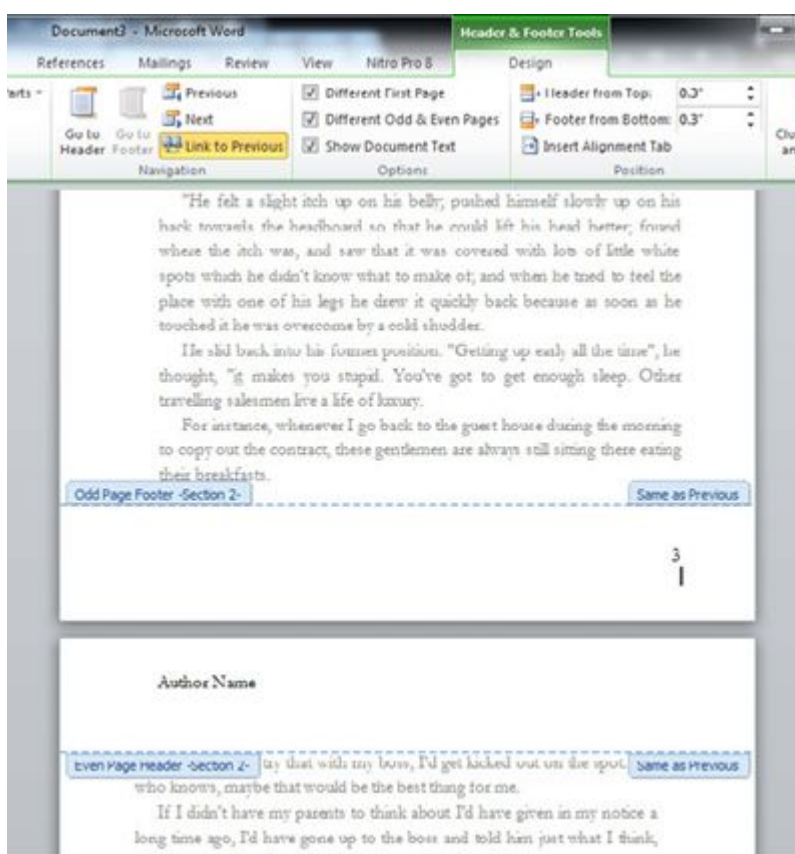 Document3 - Microsoft Word Header & Footer Tools
References Mailings Review View Nitro Pro 8 Design
Parts Previous Different First Page Header from Top: 0.3"
Go to Header Go to Footer Next Different Odd & Even Pages Footer from Bottom: 0.3"
Link to Previous Show Document Text Insert Alignment Tab
Navigation Options Position
"He felt a slight itch up on his belly; pushed himself slowly up on his
back towards the headboard so that he could lift his head better; found
where the itch was, and saw that it was covered with lots of little white
spots which he didn't know what to make of; and when he tried to feel the
place with one of his legs he drew it quickly back because as soon as he
touched it he was overcome by a cold shudder.
He slid back into his former position. "Getting up early all the time", he
thought, "it makes you stupid. You've got to get enough sleep. Other
travelling salesmen live a life of luxury.
For instance, whenever I go back to the guest house during the morning
to copy out the contract, these gentlemen are always still sitting there eating
their breakfasts.
Odd Page Footer -Section 2- Same as Previous
3
Author Name
Even Page Header -Section 2- try that with my boss, I'd get kicked out on the spot. Same as Previous
who knows, maybe that would be the best thing for me.
If I didn't have my parents to think about I'd have given in my notice a
long time ago, I'd have gone up to the boss and told him just what I think,